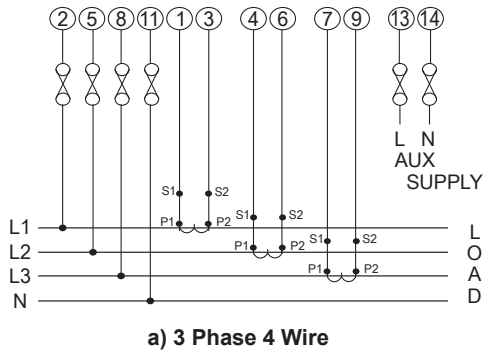 2 5 8 11 1 3 4 6 7 9 13 14
L N
AUX
SUPPLY
S1 S2
S1 S2
P1 P2
L1 L
S1 S2
P1 P2
L2 O
P1 P2
L3 A
N D
a) 3 Phase 4 Wire